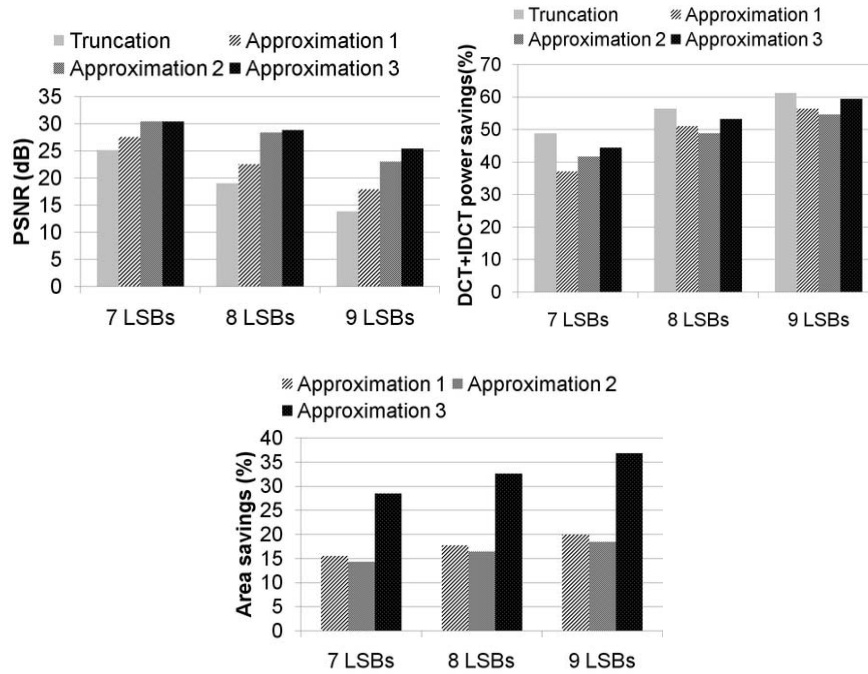 Truncation
Approximation 1
Approximation 2
Approximation 3
PSNR (dB)
35
30
25
20
15
10
5
0
7 LSBs
8 LSBs
9 LSBs
Truncation
Approximation 1
Approximation 2
Approximation 3
DCT+IDCT power savings(%)
70
60
50
40
30
20
10
0
7 LSBs
8 LSBs
9 LSBs
Approximation 1
Approximation 2
Approximation 3
Area savings (%)
40
35
30
25
20
15
10
5
0
7 LSBs
8 LSBs
9 LSBs